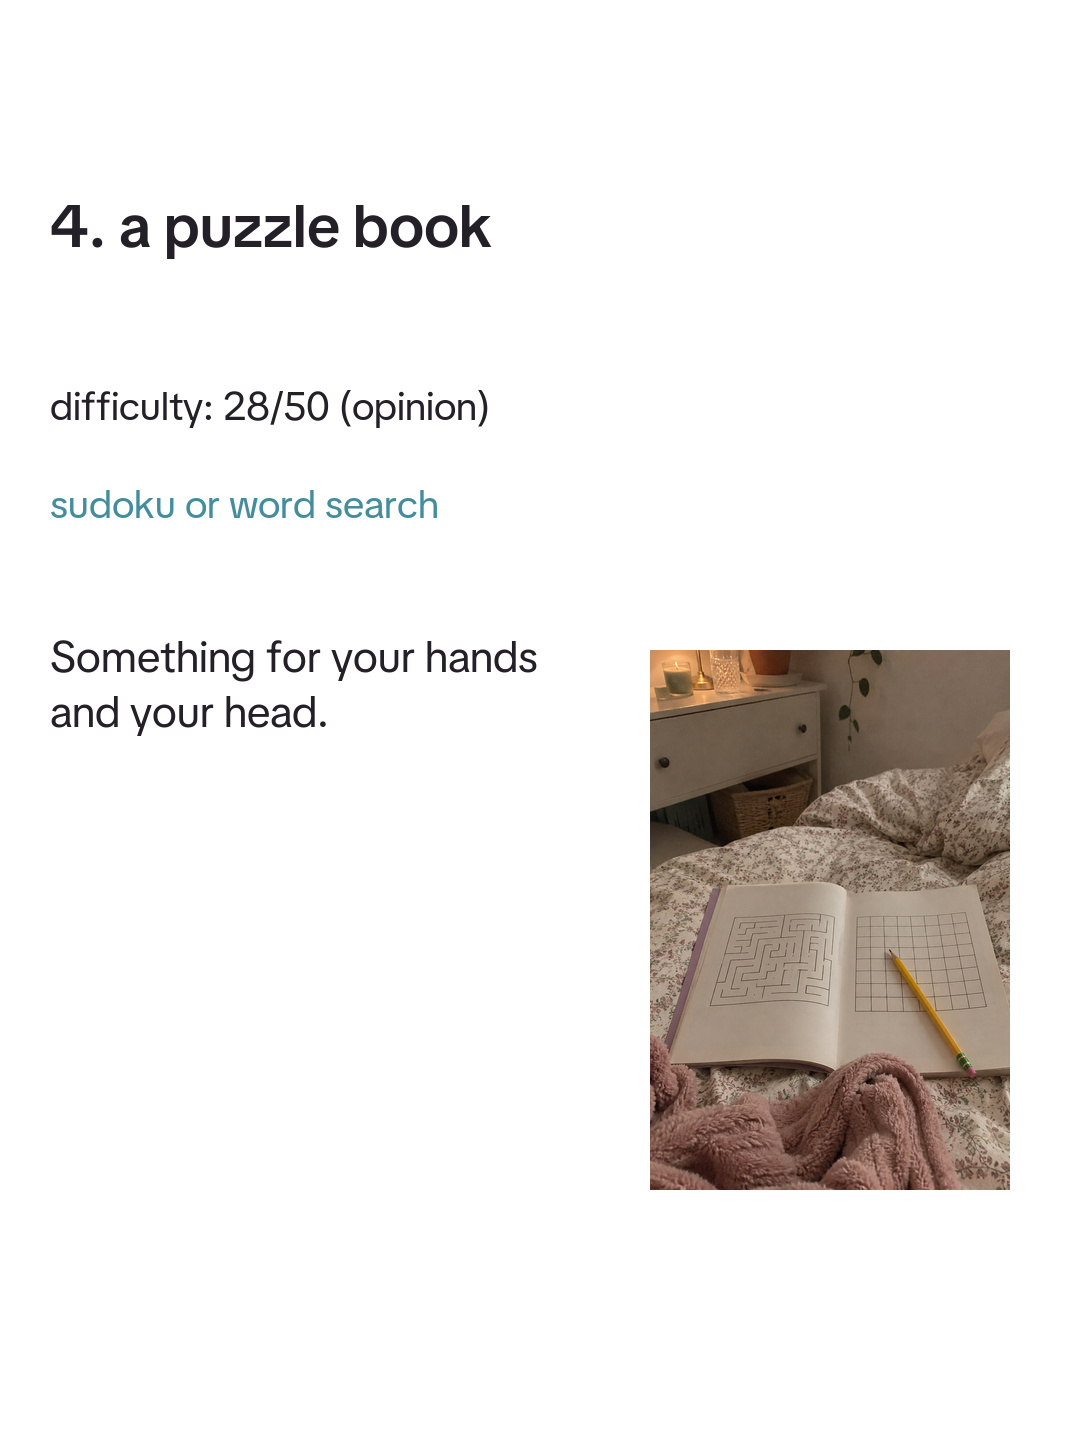 4. a puzzle book
difficulty: 28/50 (opinion)
sudoku or word search
Something for your hands
and your head.